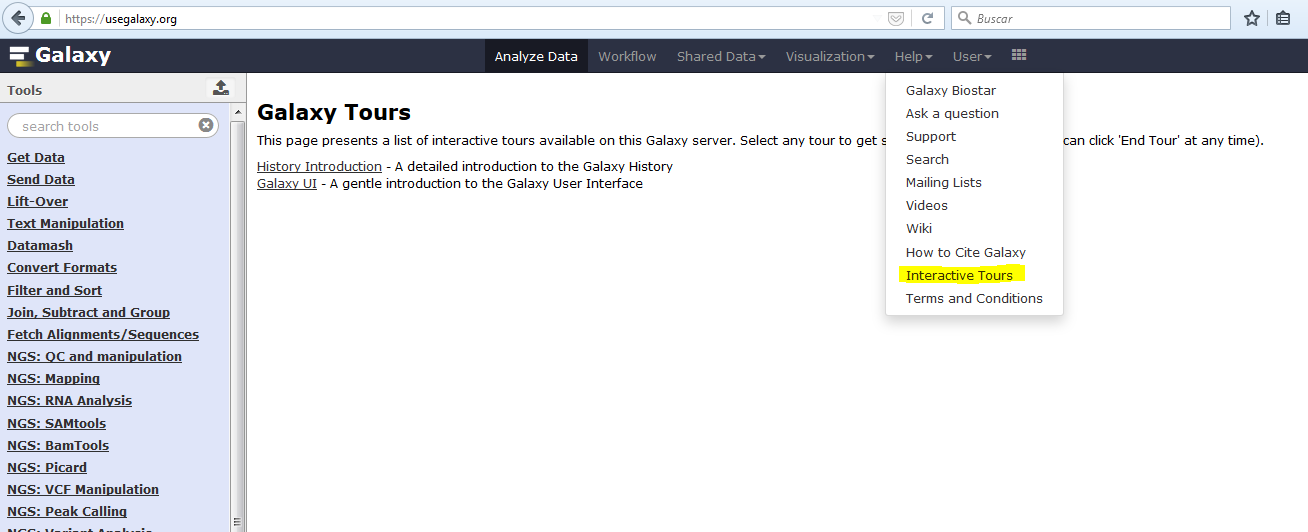 https://usegalaxy.org
Buscar
Galaxy
Analyze Data Workflow Shared Data Visualization Help User
Tools
search tools
Get Data
Send Data
Lift-Over
Text Manipulation
Datamash
Convert Formats
Filter and Sort
Join, Subtract and Group
Fetch Alignments/Sequences
NGS: QC and manipulation
NGS: Mapping
NGS: RNA Analysis
NGS: SAMtools
NGS: BamTools
NGS: Picard
NGS: VCF Manipulation
NGS: Peak Calling
NGS: Variant Analysis
Galaxy Tours
This page presents a list of interactive tours available on this Galaxy server. Select any tour to get s can click 'End Tour' at any time).
History Introduction - A detailed introduction to the Galaxy History
Galaxy UI - A gentle introduction to the Galaxy User Interface
Galaxy Biostar
Ask a question
Support
Search
Mailing Lists
Videos
Wiki
How to Cite Galaxy
Interactive Tours
Terms and Conditions